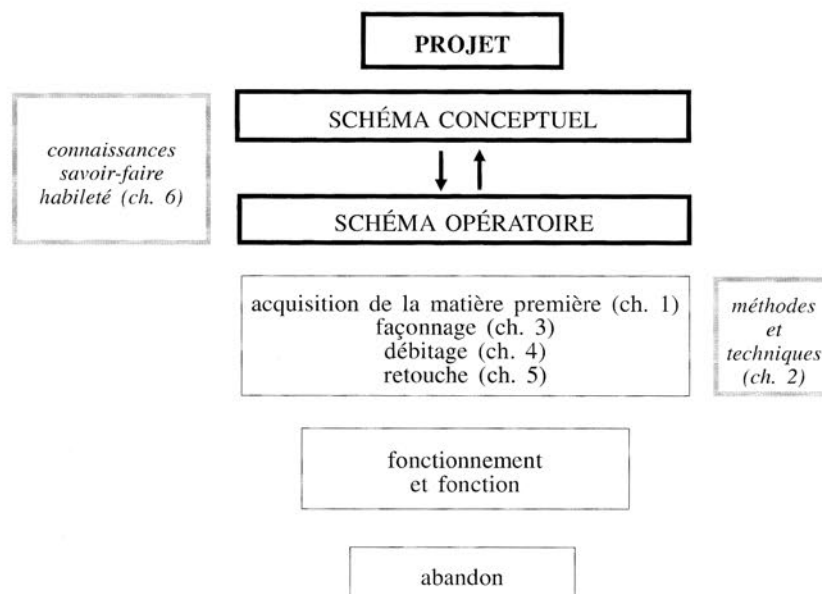 PROJET
SCHÉMA CONCEPTUEL
connaissances
savoir-faire
habileté (ch. 6)
SCHÉMA OPÉRATOIRE
acquisition de la matière première (ch. 1)
façonnage (ch. 3)
débitage (ch. 4)
retouche (ch. 5)
méthodes
et
techniques
(ch. 2)
fonctionnement
et fonction
abandon